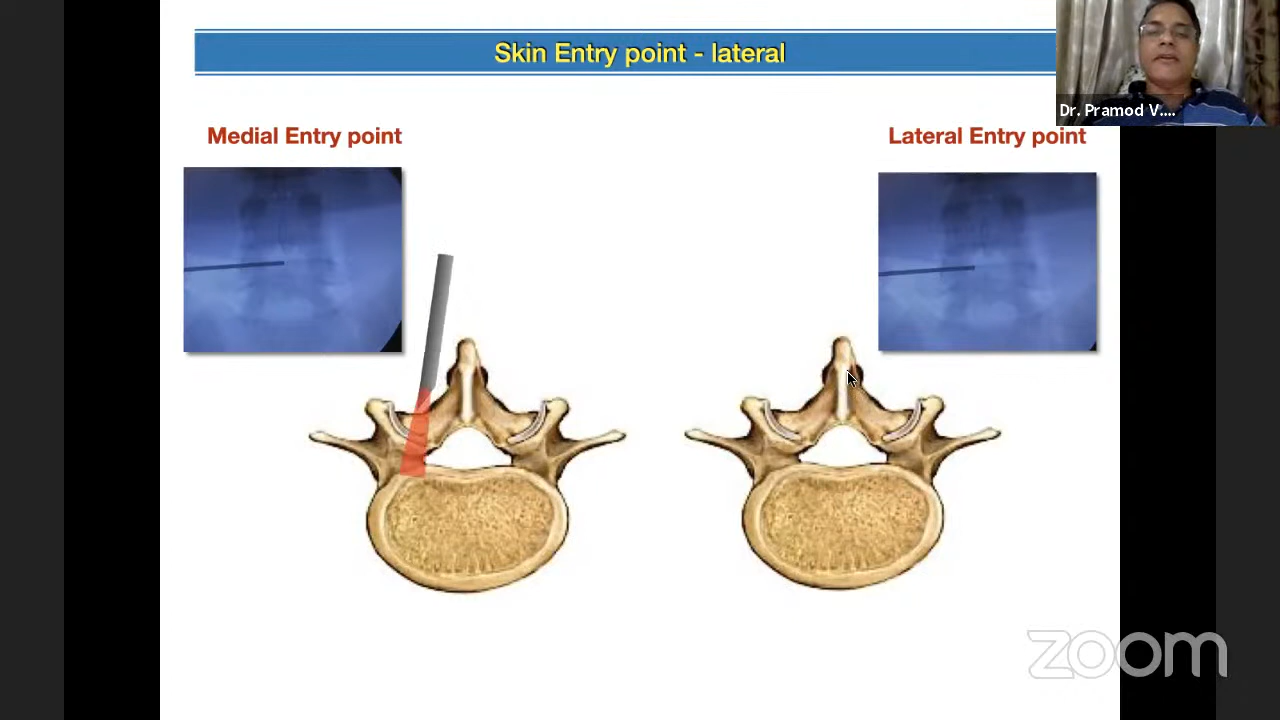 Skin Entry point - lateral
Dr. Pramod V....
Medial Entry point
Lateral Entry point
zoom